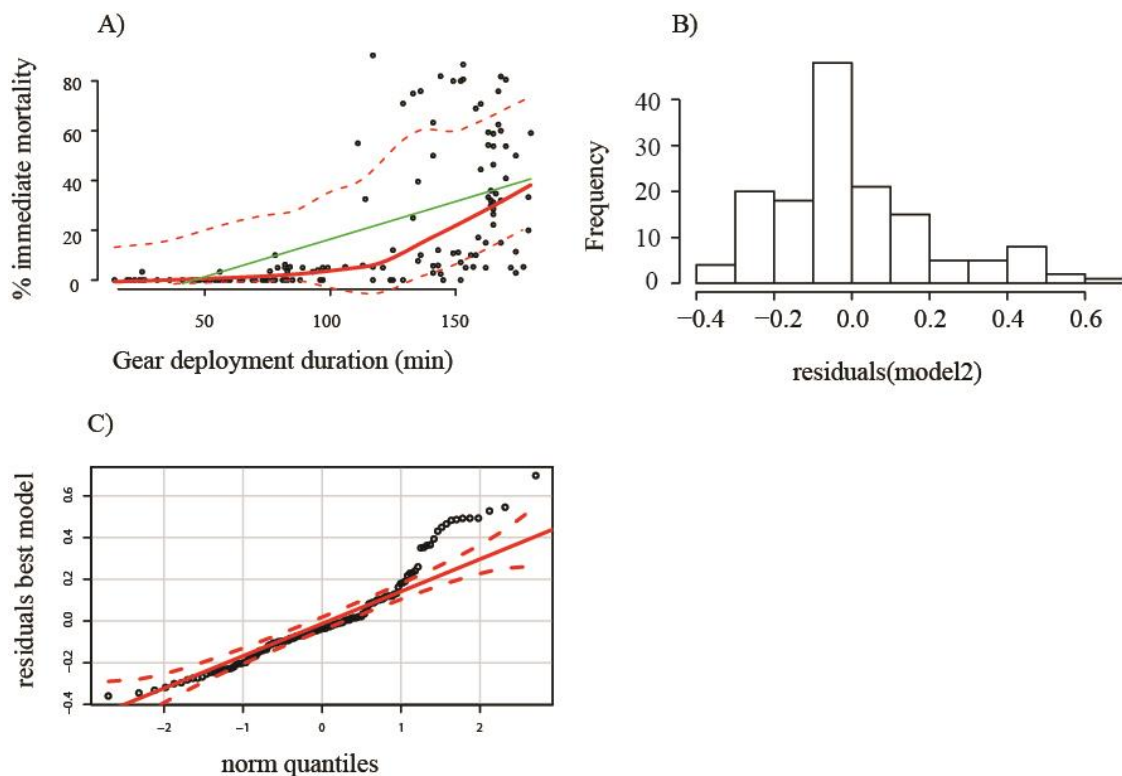 A)
% immediate mortality
80
60
40
20
0
50 100 150
Gear deployment duration (min)
B)
Frequency
40
30
20
10
0
−0.4 −0.2 0.0 0.2 0.4 0.6
residuals(model2)
C)
residuals best model
0.6
0.4
0.2
0.0
−0.2
−0.4
−2 −1 0 1 2
norm quantiles